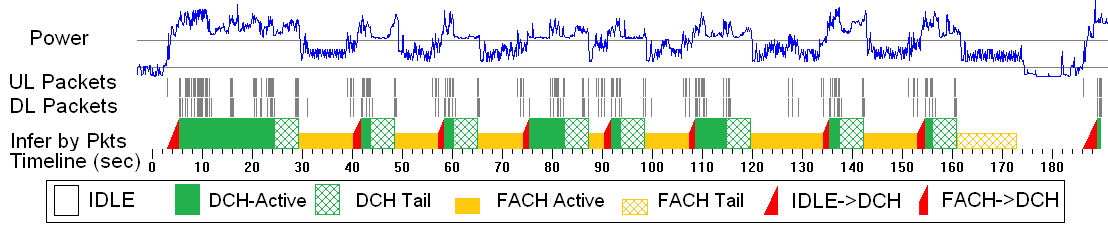 Power
UL Packets
DL Packets
Infer by Pkts
Timeline (sec) 0 10 20 30 40 50 60 70 80 90 100 110 120 130 140 150 160 170 180
IDLE DCH-Active DCH Tail FACH Active FACH Tail IDLE->DCH FACH->DCH